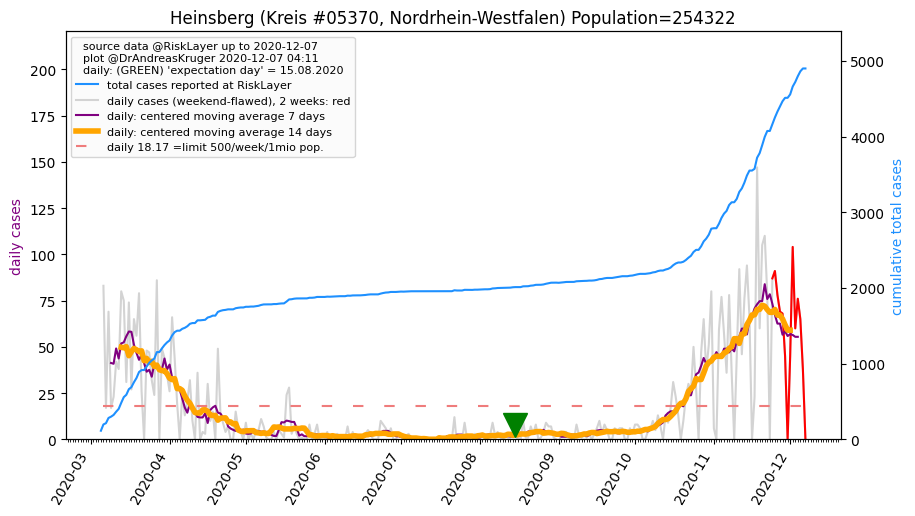 Heinsberg (Kreis #05370, Nordrhein-Westfalen) Population=254322
source data @RiskLayer up to 2020-12-07
plot @DrAndreasKruger 2020-12-07 04:11
daily: (GREEN) 'expectation day' = 15.08.2020
total cases reported at RiskLayer
daily cases (weekend-flawed), 2 weeks: red
daily: centered moving average 7 days
daily: centered moving average 14 days
daily 18.17 =limit 500/week/1mio pop.
daily cases
200
175
150
125
100
75
50
25
0
5000
4000
3000
2000
1000
0
cumulative total cases
2020-03
2020-04
2020-05
2020-06
2020-07
2020-08
2020-09
2020-10
2020-11
2020-12